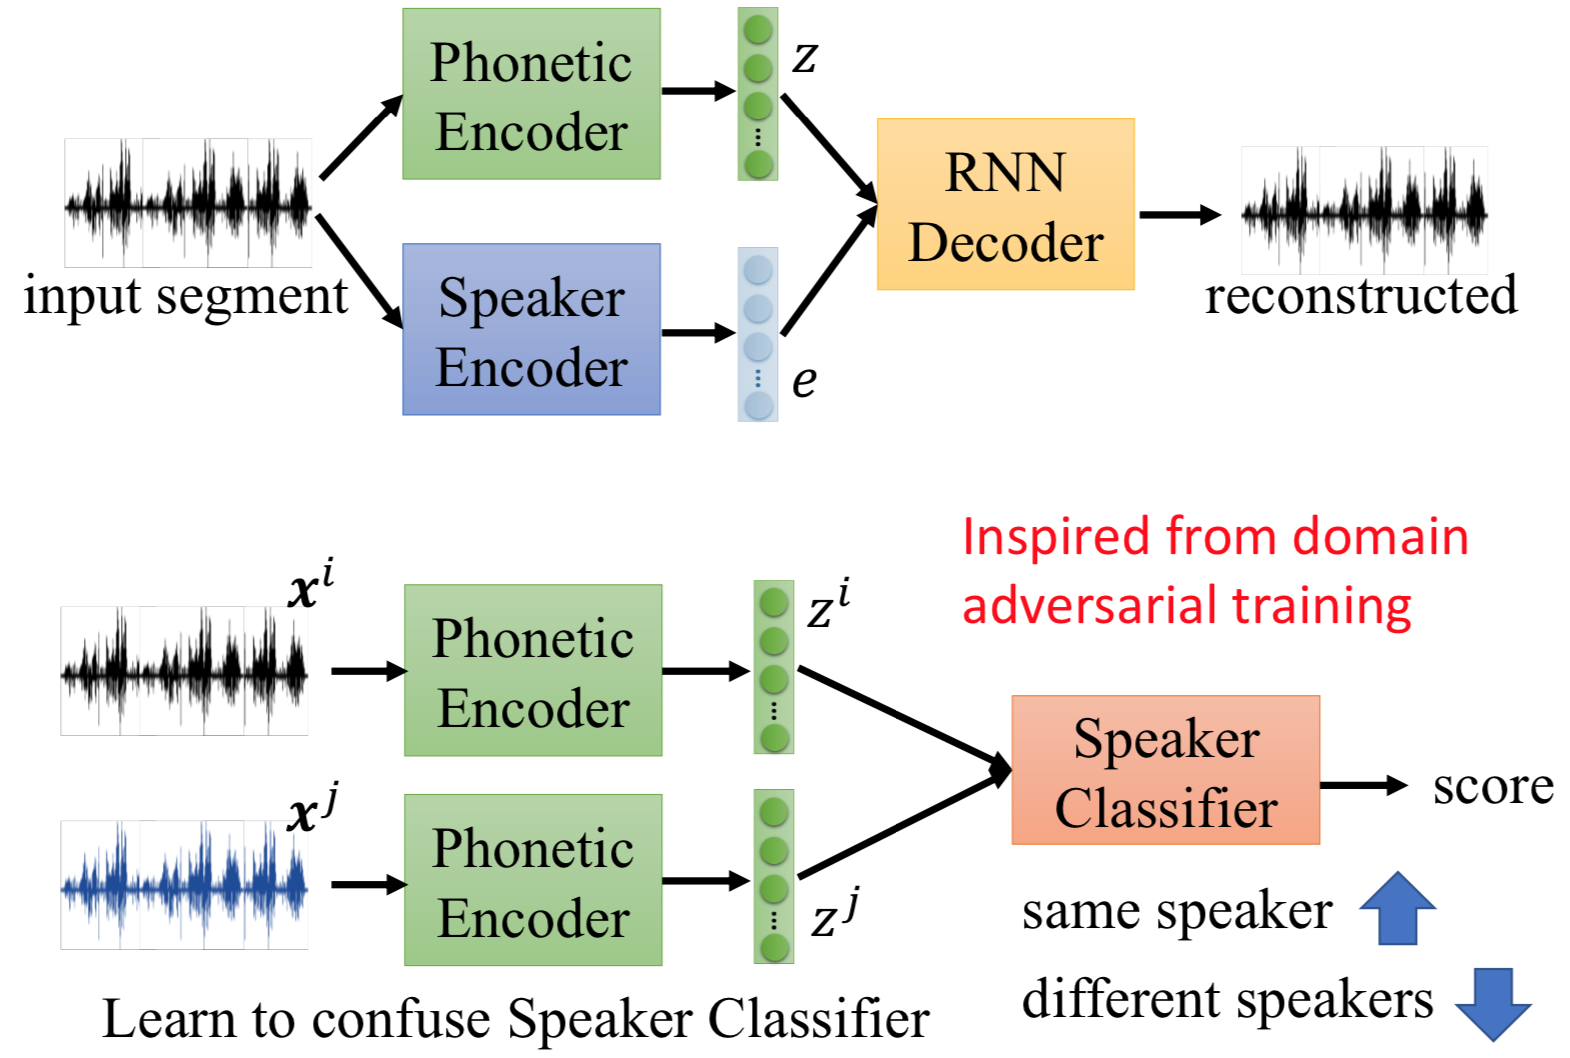 Phonetic
Encoder
z
input segment
Speaker
Encoder
e
RNN
Decoder
reconstructed
Inspired from domain
adversarial training
x^i
Phonetic
Encoder
z^i
x^j
Phonetic
Encoder
z^j
Speaker
Classifier
score
same speaker
different speakers
Learn to confuse Speaker Classifier